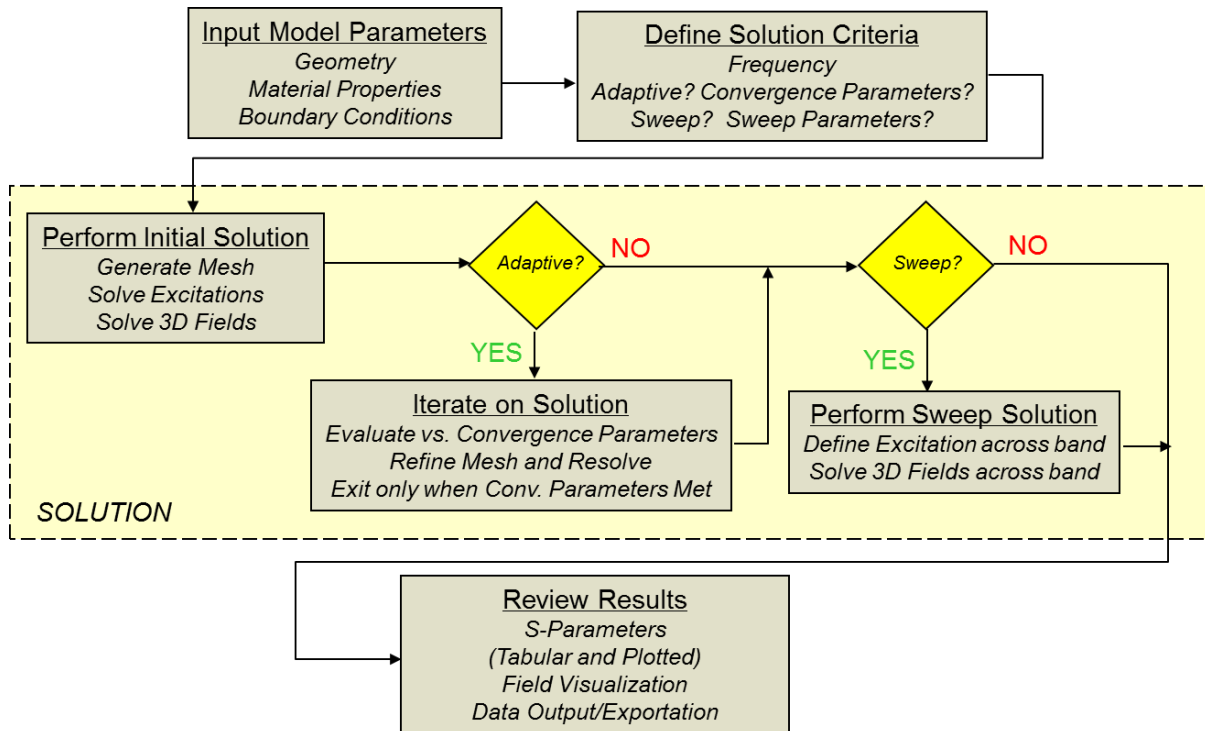 Input Model Parameters
Geometry
Material Properties
Boundary Conditions
Define Solution Criteria
Frequency
Adaptive? Convergence Parameters?
Sweep? Sweep Parameters?
Perform Initial Solution
Generate Mesh
Solve Excitations
Solve 3D Fields
Adaptive?
NO
YES
Iterate on Solution
Evaluate vs. Convergence Parameters
Refine Mesh and Resolve
Exit only when Conv. Parameters Met
Sweep?
NO
YES
Perform Sweep Solution
Define Excitation across band
Solve 3D Fields across band
SOLUTION
Review Results
S-Parameters
(Tabular and Plotted)
Field Visualization
Data Output/Exportation